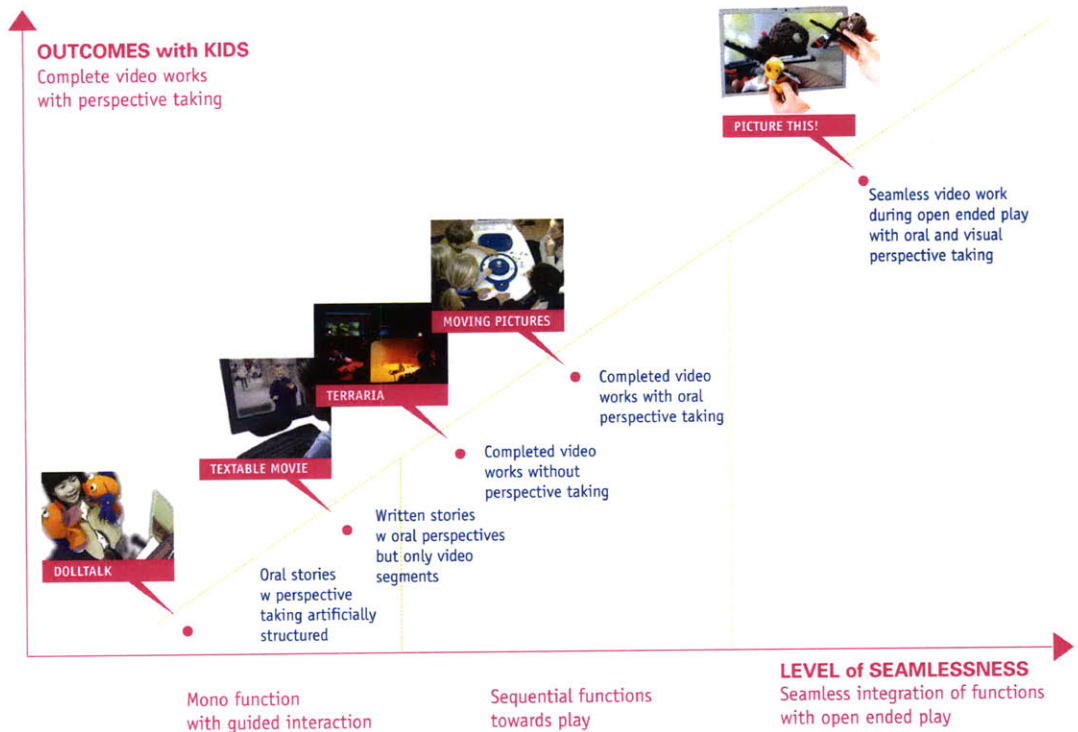 OUTCOMES with KIDS
Complete video works
with perspective taking
PICTURE THIS!
Seamless video work
during open ended play
with oral and visual
perspective taking
MOVING PICTURES
Completed video
works with oral
perspective taking
TERRARIA
Completed video
works without
perspective taking
TEXTABLE MOVIE
Written stories
w oral perspectives
but only video
segments
DOLLTALK
Oral stories
w perspective
taking artificially
structured
LEVEL of SEAMLESSNESS
Seamless integration of functions
with open ended play
Mono function
with guided interaction
Sequential functions
towards play